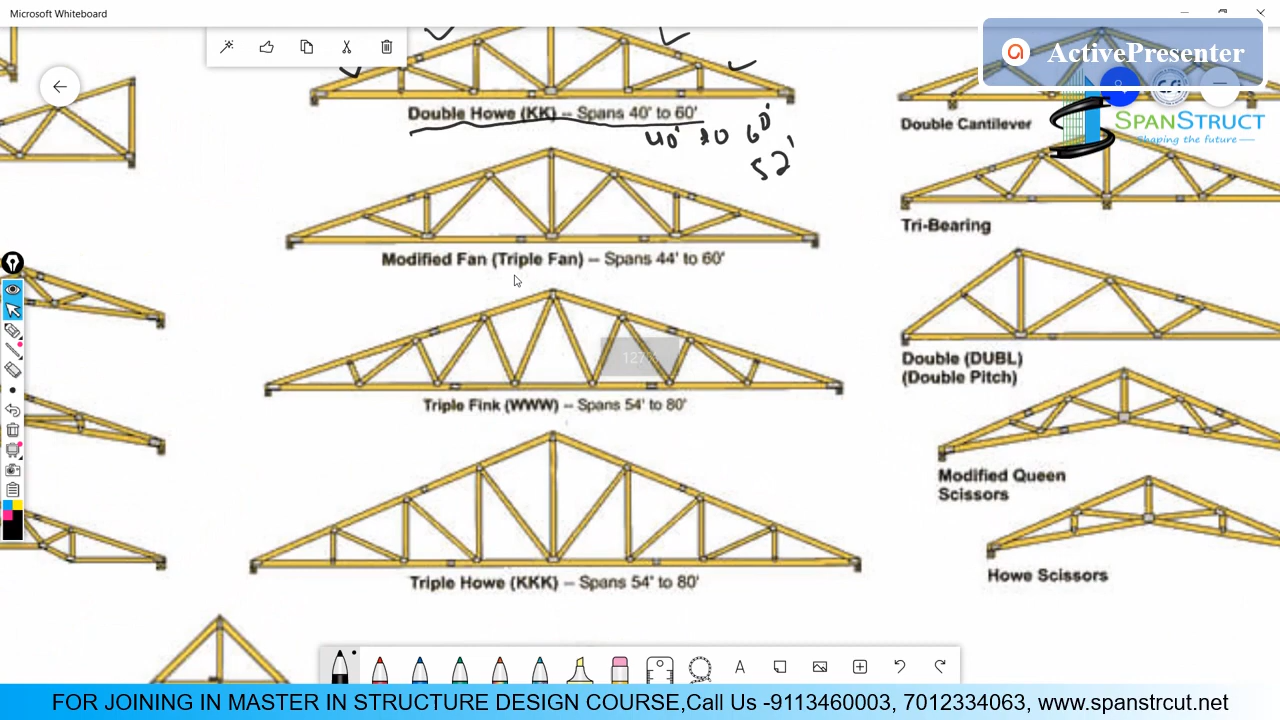 Microsoft Whiteboard
ActivePresenter
SPANSTRUCT
Shaping the future
Double Howe (KK) – Spans 40' to 60'
40' to 60'
52'
Double Cantilever
Tri-Bearing
Modified Fan (Triple Fan) – Spans 44' to 60'
127%
Double (DUBL)
(Double Pitch)
Triple Fink (WWW) – Spans 54' to 80'
Modified Queen
Scissors
Triple Howe (KKK) – Spans 54' to 80'
Howe Scissors
A
FOR JOINING IN MASTER IN STRUCTURE DESIGN COURSE,Call Us -9113460003, 7012334063, www.spanstrcut.net